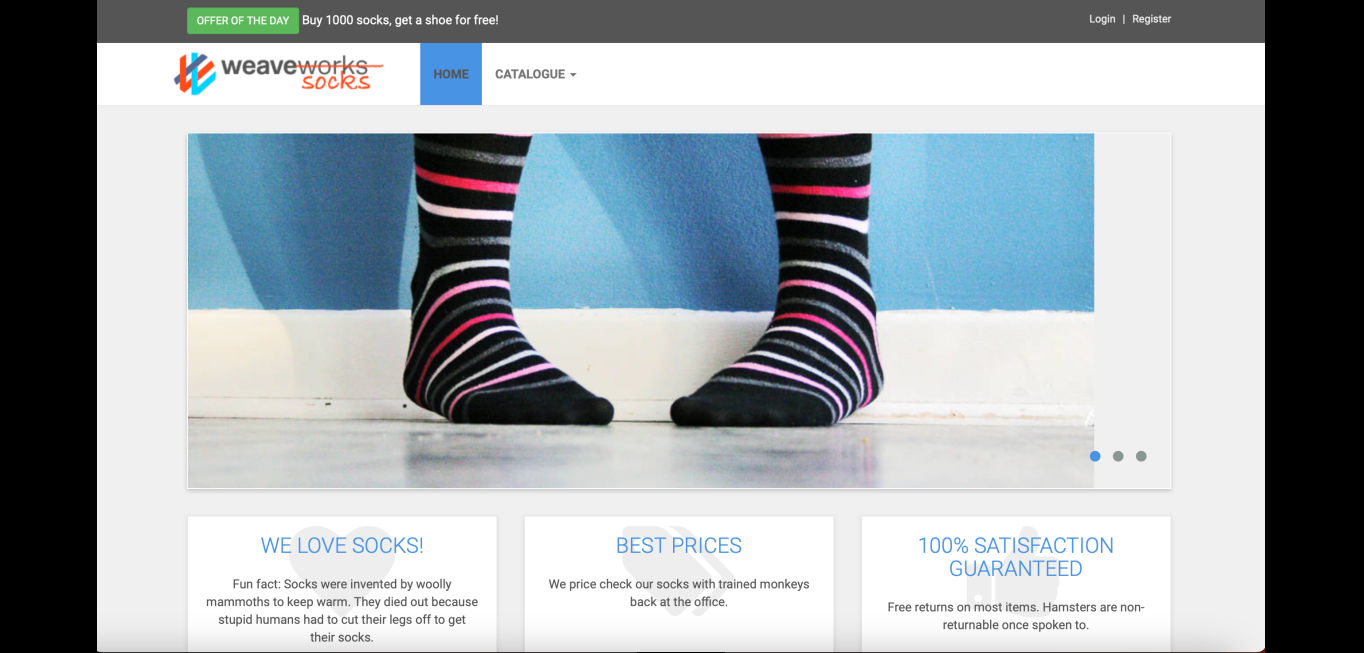 OFFER OF THE DAY Buy 1000 socks, get a shoe for free!
Login | Register
weaveworks
socks
HOME CATALOGUE
WE LOVE SOCKS!
Fun fact: Socks were invented by woolly
mammoths to keep warm. They died out because
stupid humans had to cut their legs off to get
their socks.
BEST PRICES
We price check our socks with trained monkeys
back at the office.
100% SATISFACTION
GUARANTEED
Free returns on most items. Hamsters are non-
returnable once spoken to.